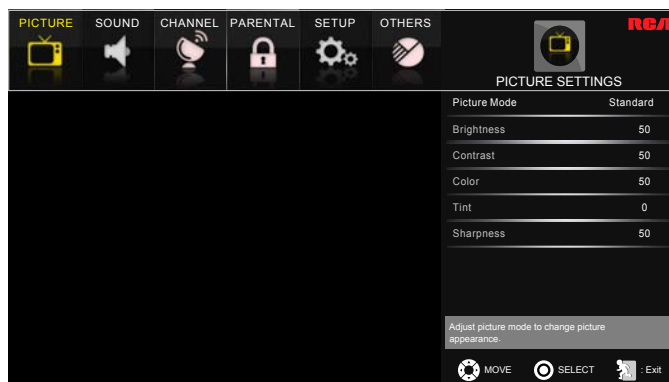 PICTURE SOUND CHANNEL PARENTAL SETUP OTHERS
RCA
PICTURE SETTINGS
Picture Mode Standard
Brightness 50
Contrast 50
Color 50
Tint 0
Sharpness 50
Adjust picture mode to change picture
appearance.
MOVE SELECT : Exit